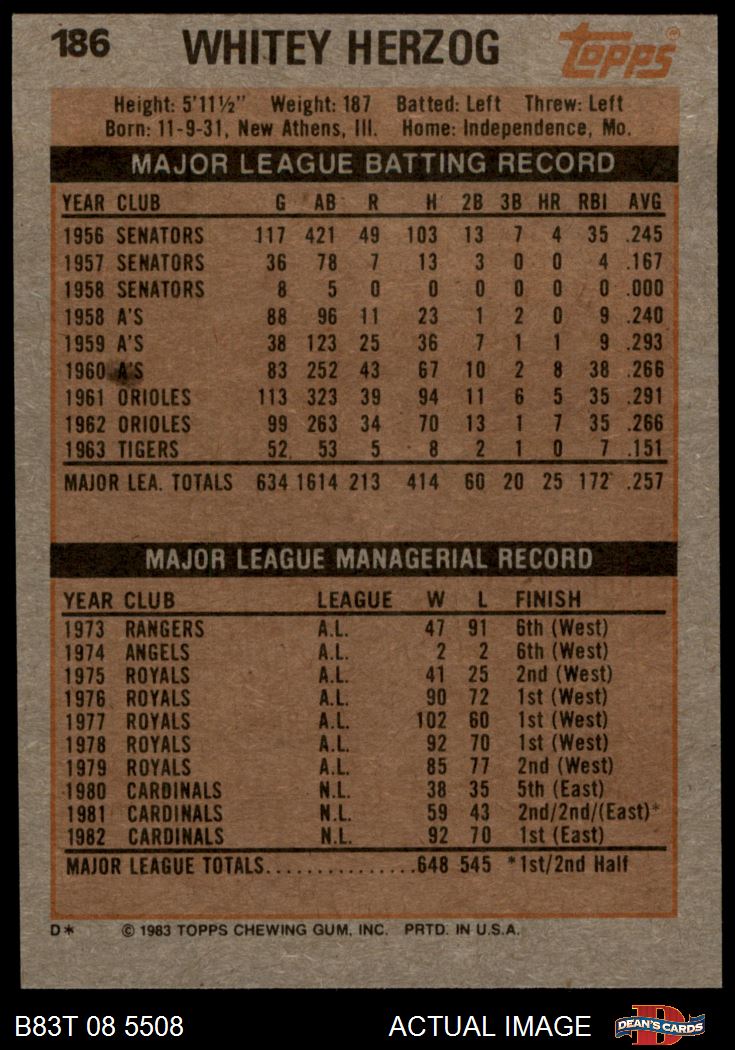 186 WHITEY HERZOG Topps®
Height: 5'11½" Weight: 187 Batted: Left Threw: Left
Born: 11-9-31, New Athens, Ill. Home: Independence, Mo.
MAJOR LEAGUE BATTING RECORD
YEAR CLUB G AB R H 2B 3B HR RBI AVG
1956 SENATORS 117 421 49 103 13 7 4 35 .245
1957 SENATORS 36 78 7 13 3 0 0 4 .167
1958 SENATORS 8 5 0 0 0 0 0 0 .000
1958 A'S 88 96 11 23 1 2 0 9 .240
1959 A'S 38 123 25 36 7 1 1 9 .293
1960 A'S 83 252 43 67 10 2 8 38 .266
1961 ORIOLES 113 323 39 94 11 6 5 35 .291
1962 ORIOLES 99 263 34 70 13 1 7 35 .266
1963 TIGERS 52 53 5 8 2 1 0 7 .151
MAJOR LEA. TOTALS 634 1614 213 414 60 20 25 172 .257
MAJOR LEAGUE MANAGERIAL RECORD
YEAR CLUB LEAGUE W L FINISH
1973 RANGERS A.L. 47 91 6th (West)
1974 ANGELS A.L. 2 2 6th (West)
1975 ROYALS A.L. 41 25 2nd (West)
1976 ROYALS A.L. 90 72 1st (West)
1977 ROYALS A.L. 102 60 1st (West)
1978 ROYALS A.L. 92 70 1st (West)
1979 ROYALS A.L. 85 77 2nd (West)
1980 CARDINALS N.L. 38 35 5th (East)
1981 CARDINALS N.L. 59 43 2nd/2nd/(East)*
1982 CARDINALS N.L. 92 70 1st (East)
MAJOR LEAGUE TOTALS...............648 545 *1st/2nd Half
D* © 1983 TOPPS CHEWING GUM, INC. PRTD. IN U.S.A.
B83T 08 5508 ACTUAL IMAGE DEAN'S CARDS